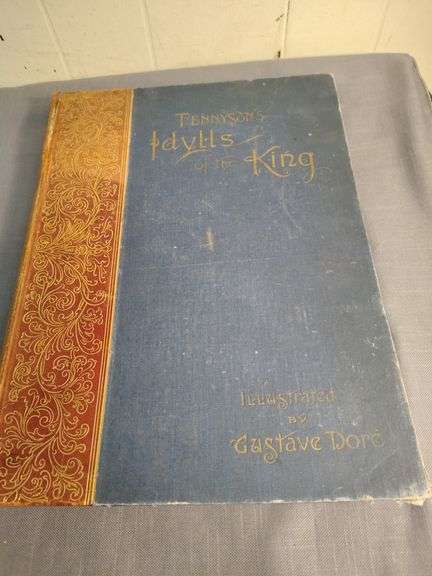 TENNYSON'S
Idylls
of the King
Illustrated
BY
Gustave Doré